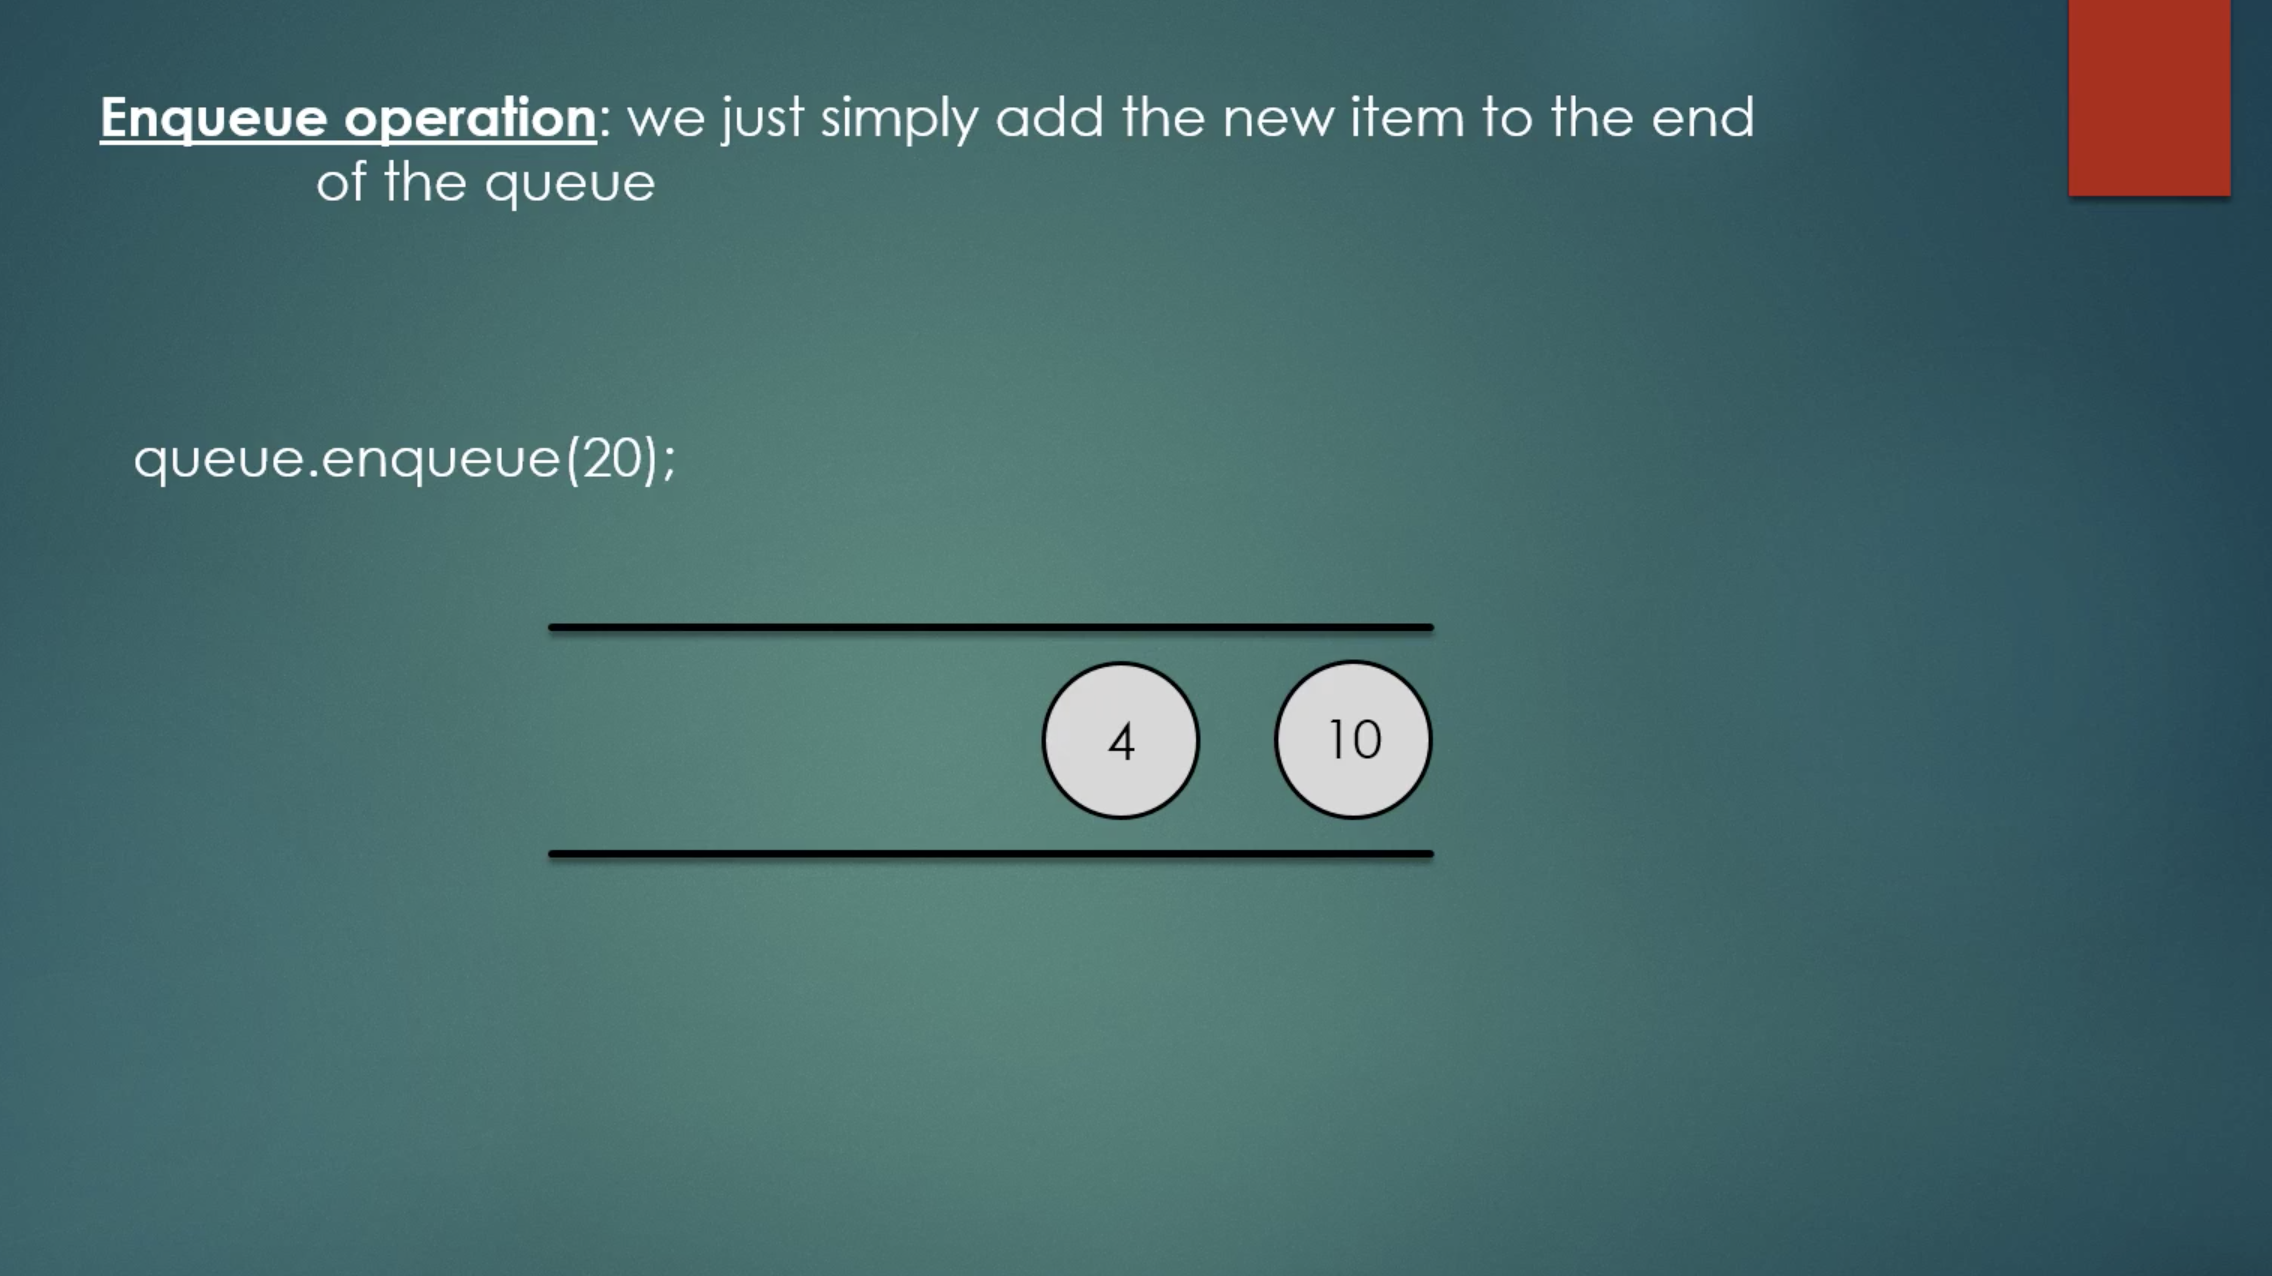 Enqueue operation: we just simply add the new item to the end
of the queue
queue.enqueue(20);
4 10